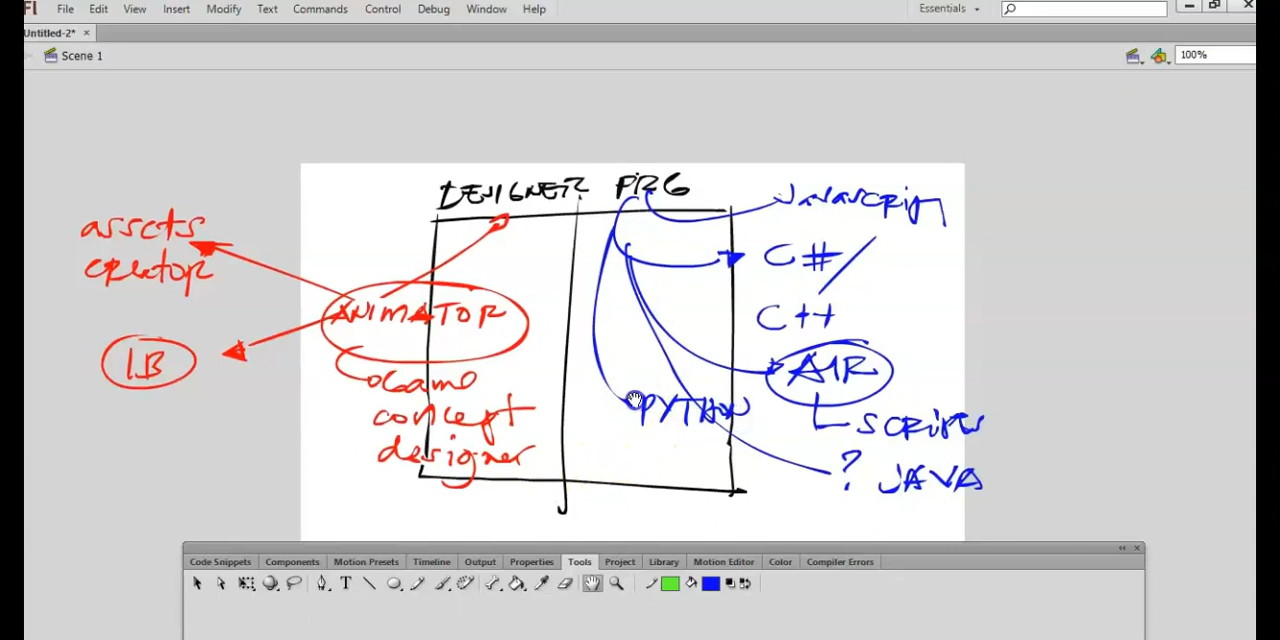 Fl File Edit View Insert Modify Text Commands Control Debug Window Help Essentials
Untitled-2* ×
Scene 1 100%
DESIGNER PRG
Javascript
assets
creator
C#/
C++
ANIMATOR
I.B
AIR
Game
concept
designer
PYTHON
scripts
? JAVA
Code Snippets Components Motion Presets Timeline Output Properties Tools Project Library Motion Editor Color Compiler Errors
T